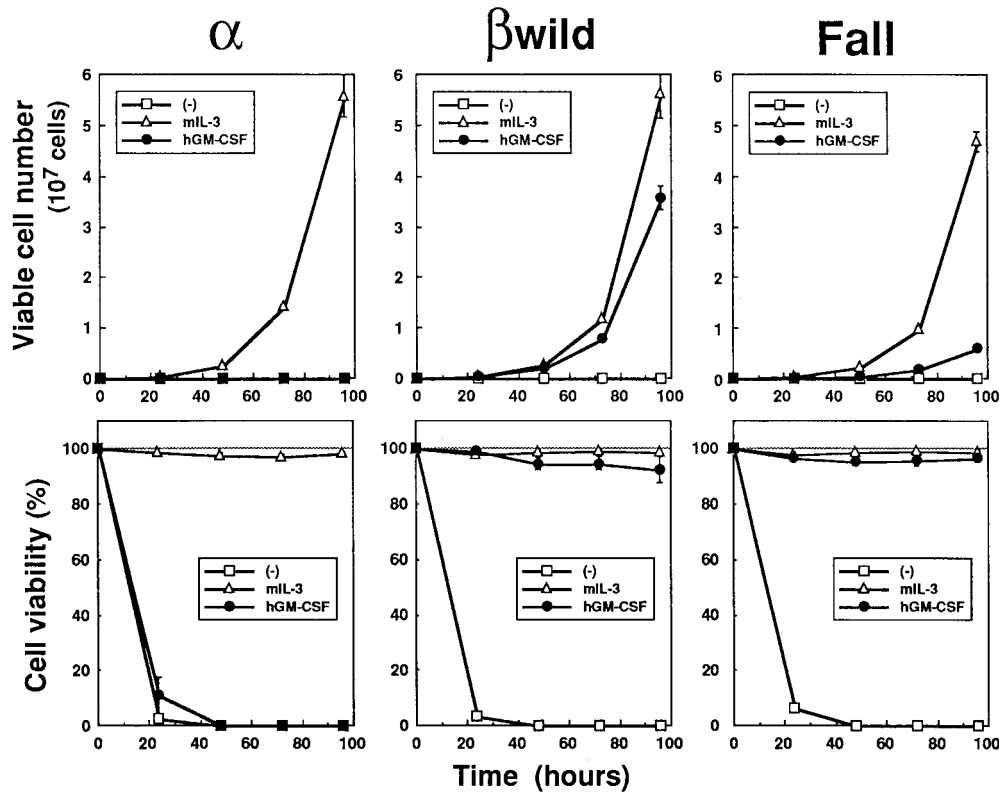 α βwild Fall
Viable cell number
(10⁷ cells)
6
5
4
3
2
1
0
(-)
mIL-3
hGM-CSF
0 20 40 60 80 100
6
5
4
3
2
1
0
(-)
mIL-3
hGM-CSF
0 20 40 60 80 100
6
5
4
3
2
1
0
(-)
mIL-3
hGM-CSF
0 20 40 60 80 100
Cell viability (%)
100
80
60
40
20
0
(-)
mIL-3
hGM-CSF
0 20 40 60 80 100
100
80
60
40
20
0
(-)
mIL-3
hGM-CSF
0 20 40 60 80 100
100
80
60
40
20
0
(-)
mIL-3
hGM-CSF
0 20 40 60 80 100
Time (hours)